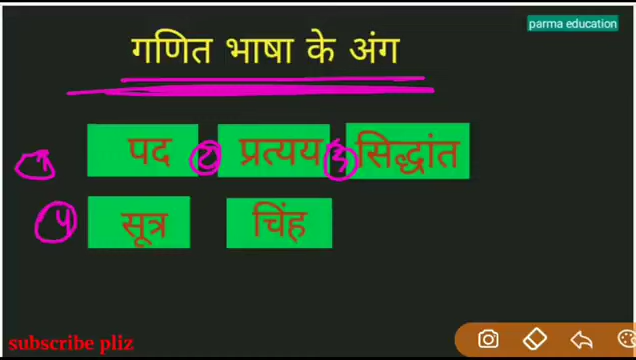 parma education
गणित भाषा के अंग
1 पद 2 प्रत्यय 3 सिद्धांत
4 सूत्र चिंह
subscribe pliz